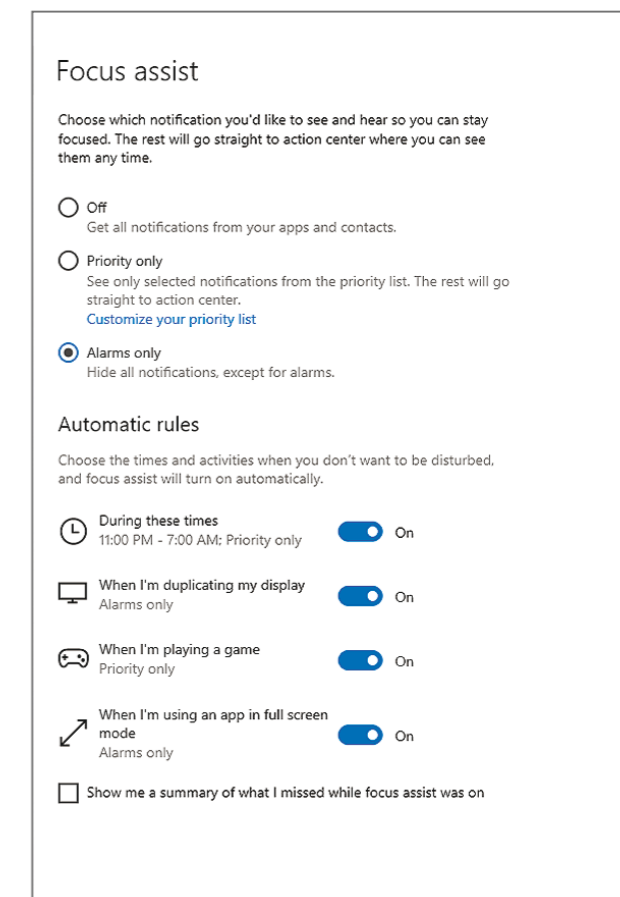 Focus assist
Choose which notification you'd like to see and hear so you can stay
focused. The rest will go straight to action center where you can see
them any time.
Off
Get all notifications from your apps and contacts.
Priority only
See only selected notifications from the priority list. The rest will go
straight to action center.
Customize your priority list
Alarms only
Hide all notifications, except for alarms.
Automatic rules
Choose the times and activities when you don't want to be disturbed,
and focus assist will turn on automatically.
During these times
11:00 PM - 7:00 AM; Priority only
On
When I'm duplicating my display
Alarms only
On
When I'm playing a game
Priority only
On
When I'm using an app in full screen
mode
Alarms only
On
Show me a summary of what I missed while focus assist was on